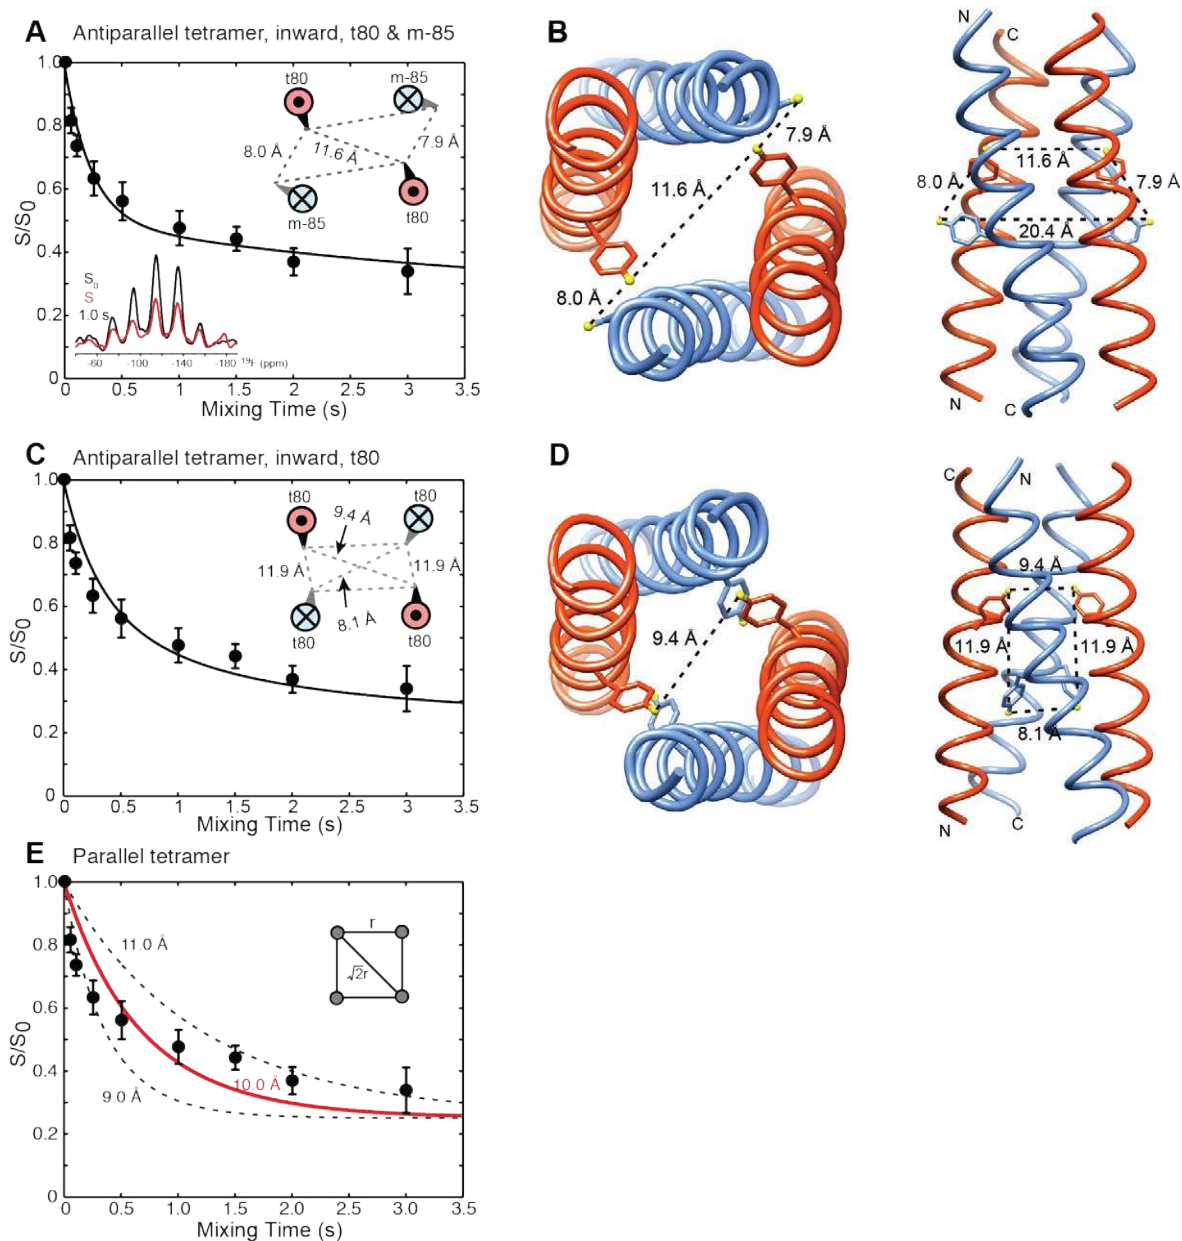 A Antiparallel tetramer, inward, t80 & m-85
1.0
0.8
0.6
0.4
0.2
0
S/S0
t80
m-85
8.0 Å
11.6 Å
7.9 Å
m-85
t80
S0
S
1.0 s
-60 -100 -140 -180 19F (ppm)
0 0.5 1.0 1.5 2.0 2.5 3.0 3.5
Mixing Time (s)
B
7.9 Å
11.6 Å
8.0 Å
N
C
11.6 Å
8.0 Å
7.9 Å
20.4 Å
N
C
C Antiparallel tetramer, inward, t80
1.0
0.8
0.6
0.4
0.2
0
S/S0
t80
t80
9.4 Å
11.9 Å
11.9 Å
8.1 Å
t80
t80
0 0.5 1.0 1.5 2.0 2.5 3.0 3.5
Mixing Time (s)
D
9.4 Å
C
N
9.4 Å
11.9 Å
11.9 Å
8.1 Å
N
C
E Parallel tetramer
1.0
0.8
0.6
0.4
0.2
0
S/S0
11.0 Å
r
√2r
10.0 Å
9.0 Å
0 0.5 1.0 1.5 2.0 2.5 3.0 3.5
Mixing Time (s)